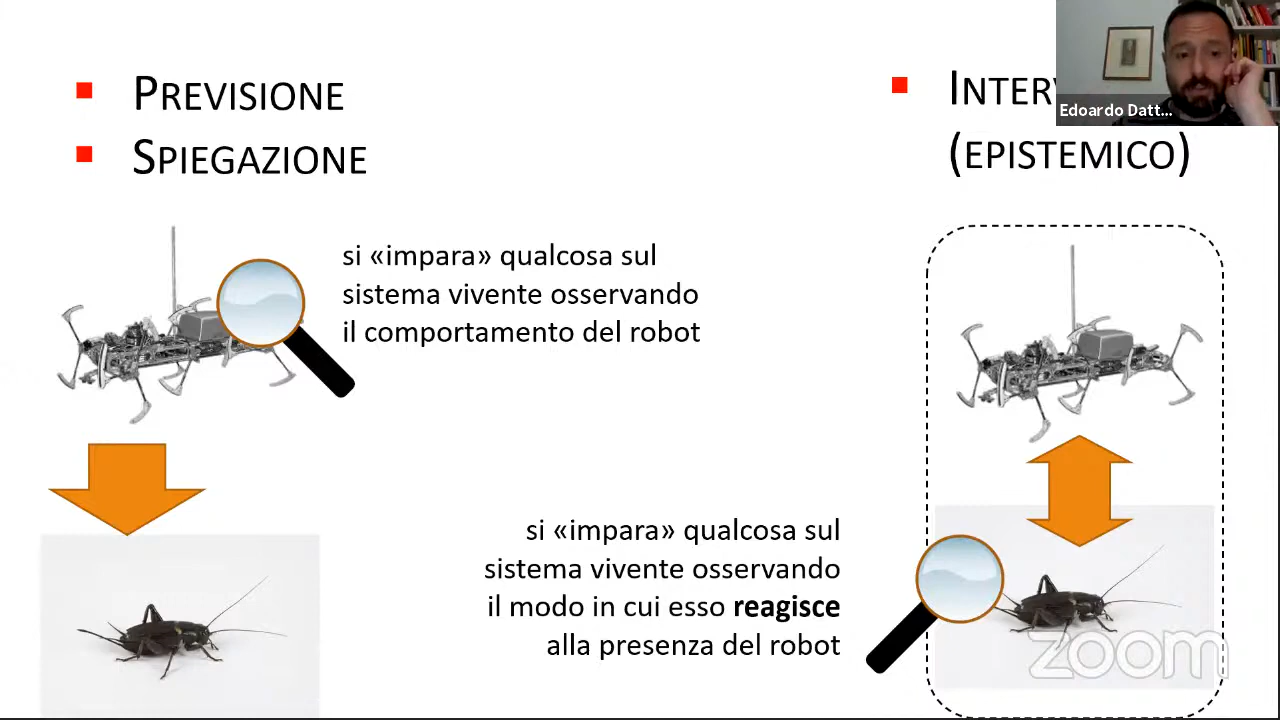 PREVISIONE
SPIEGAZIONE
si «impara» qualcosa sul
sistema vivente osservando
il comportamento del robot
(EPISTEMICO)
Edoardo Datt...
si «impara» qualcosa sul
sistema vivente osservando
il modo in cui esso reagisce
alla presenza del robot
zoom